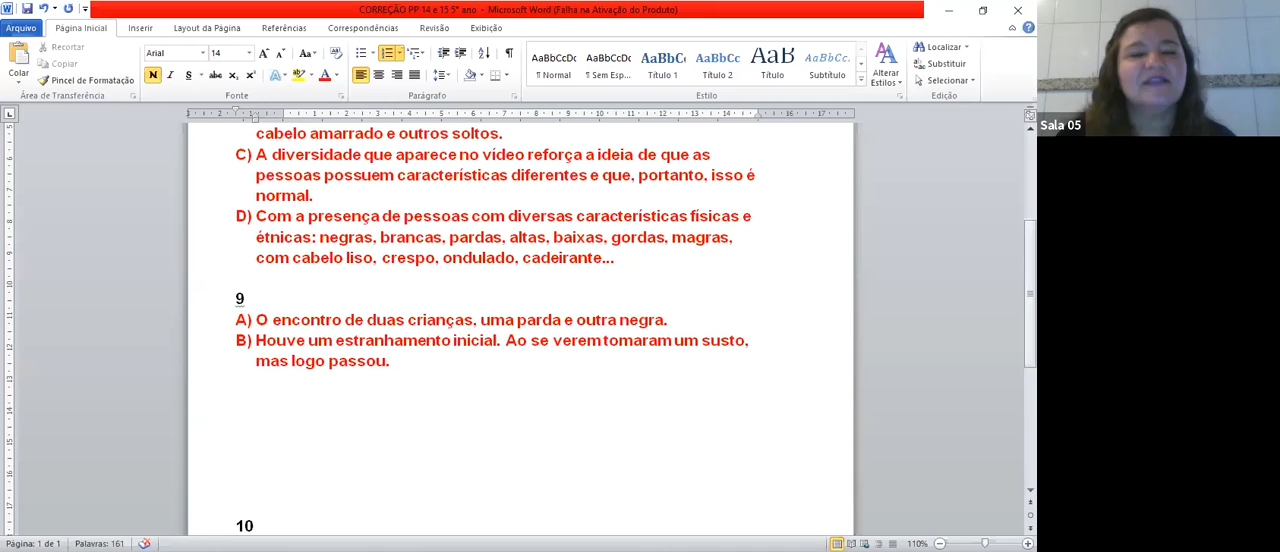 CORREÇÃO PP 14 e 15 5° ano - Microsoft Word (Falha na Ativação do Produto)
Arquivo Página Inicial Inserir Layout da Página Referências Correspondências Revisão Exibição
Colar
Recortar
Copiar
Pincel de Formatação
Área de Transferência
Arial 14
Fonte
Parágrafo
AaBbCcDc AaBbCcDc AaBbC AaBbCc AaB AaBbCc.
¶ Normal ¶ Sem Esp... Título 1 Título 2 Título Subtítulo
Alterar
Estilos
Estilo
Localizar
Substituir
Selecionar
Edição
Sala 05
cabelo amarrado e outros soltos.
C) A diversidade que aparece no vídeo reforça a ideia de que as
pessoas possuem características diferentes e que, portanto, isso é
normal.
D) Com a presença de pessoas com diversas características físicas e
étnicas: negras, brancas, pardas, altas, baixas, gordas, magras,
com cabelo liso, crespo, ondulado, cadeirante...
9
A) O encontro de duas crianças, uma parda e outra negra.
B) Houve um estranhamento inicial. Ao se verem tomaram um susto,
mas logo passou.
10
Página: 1 de 1 Palavras: 161 110%